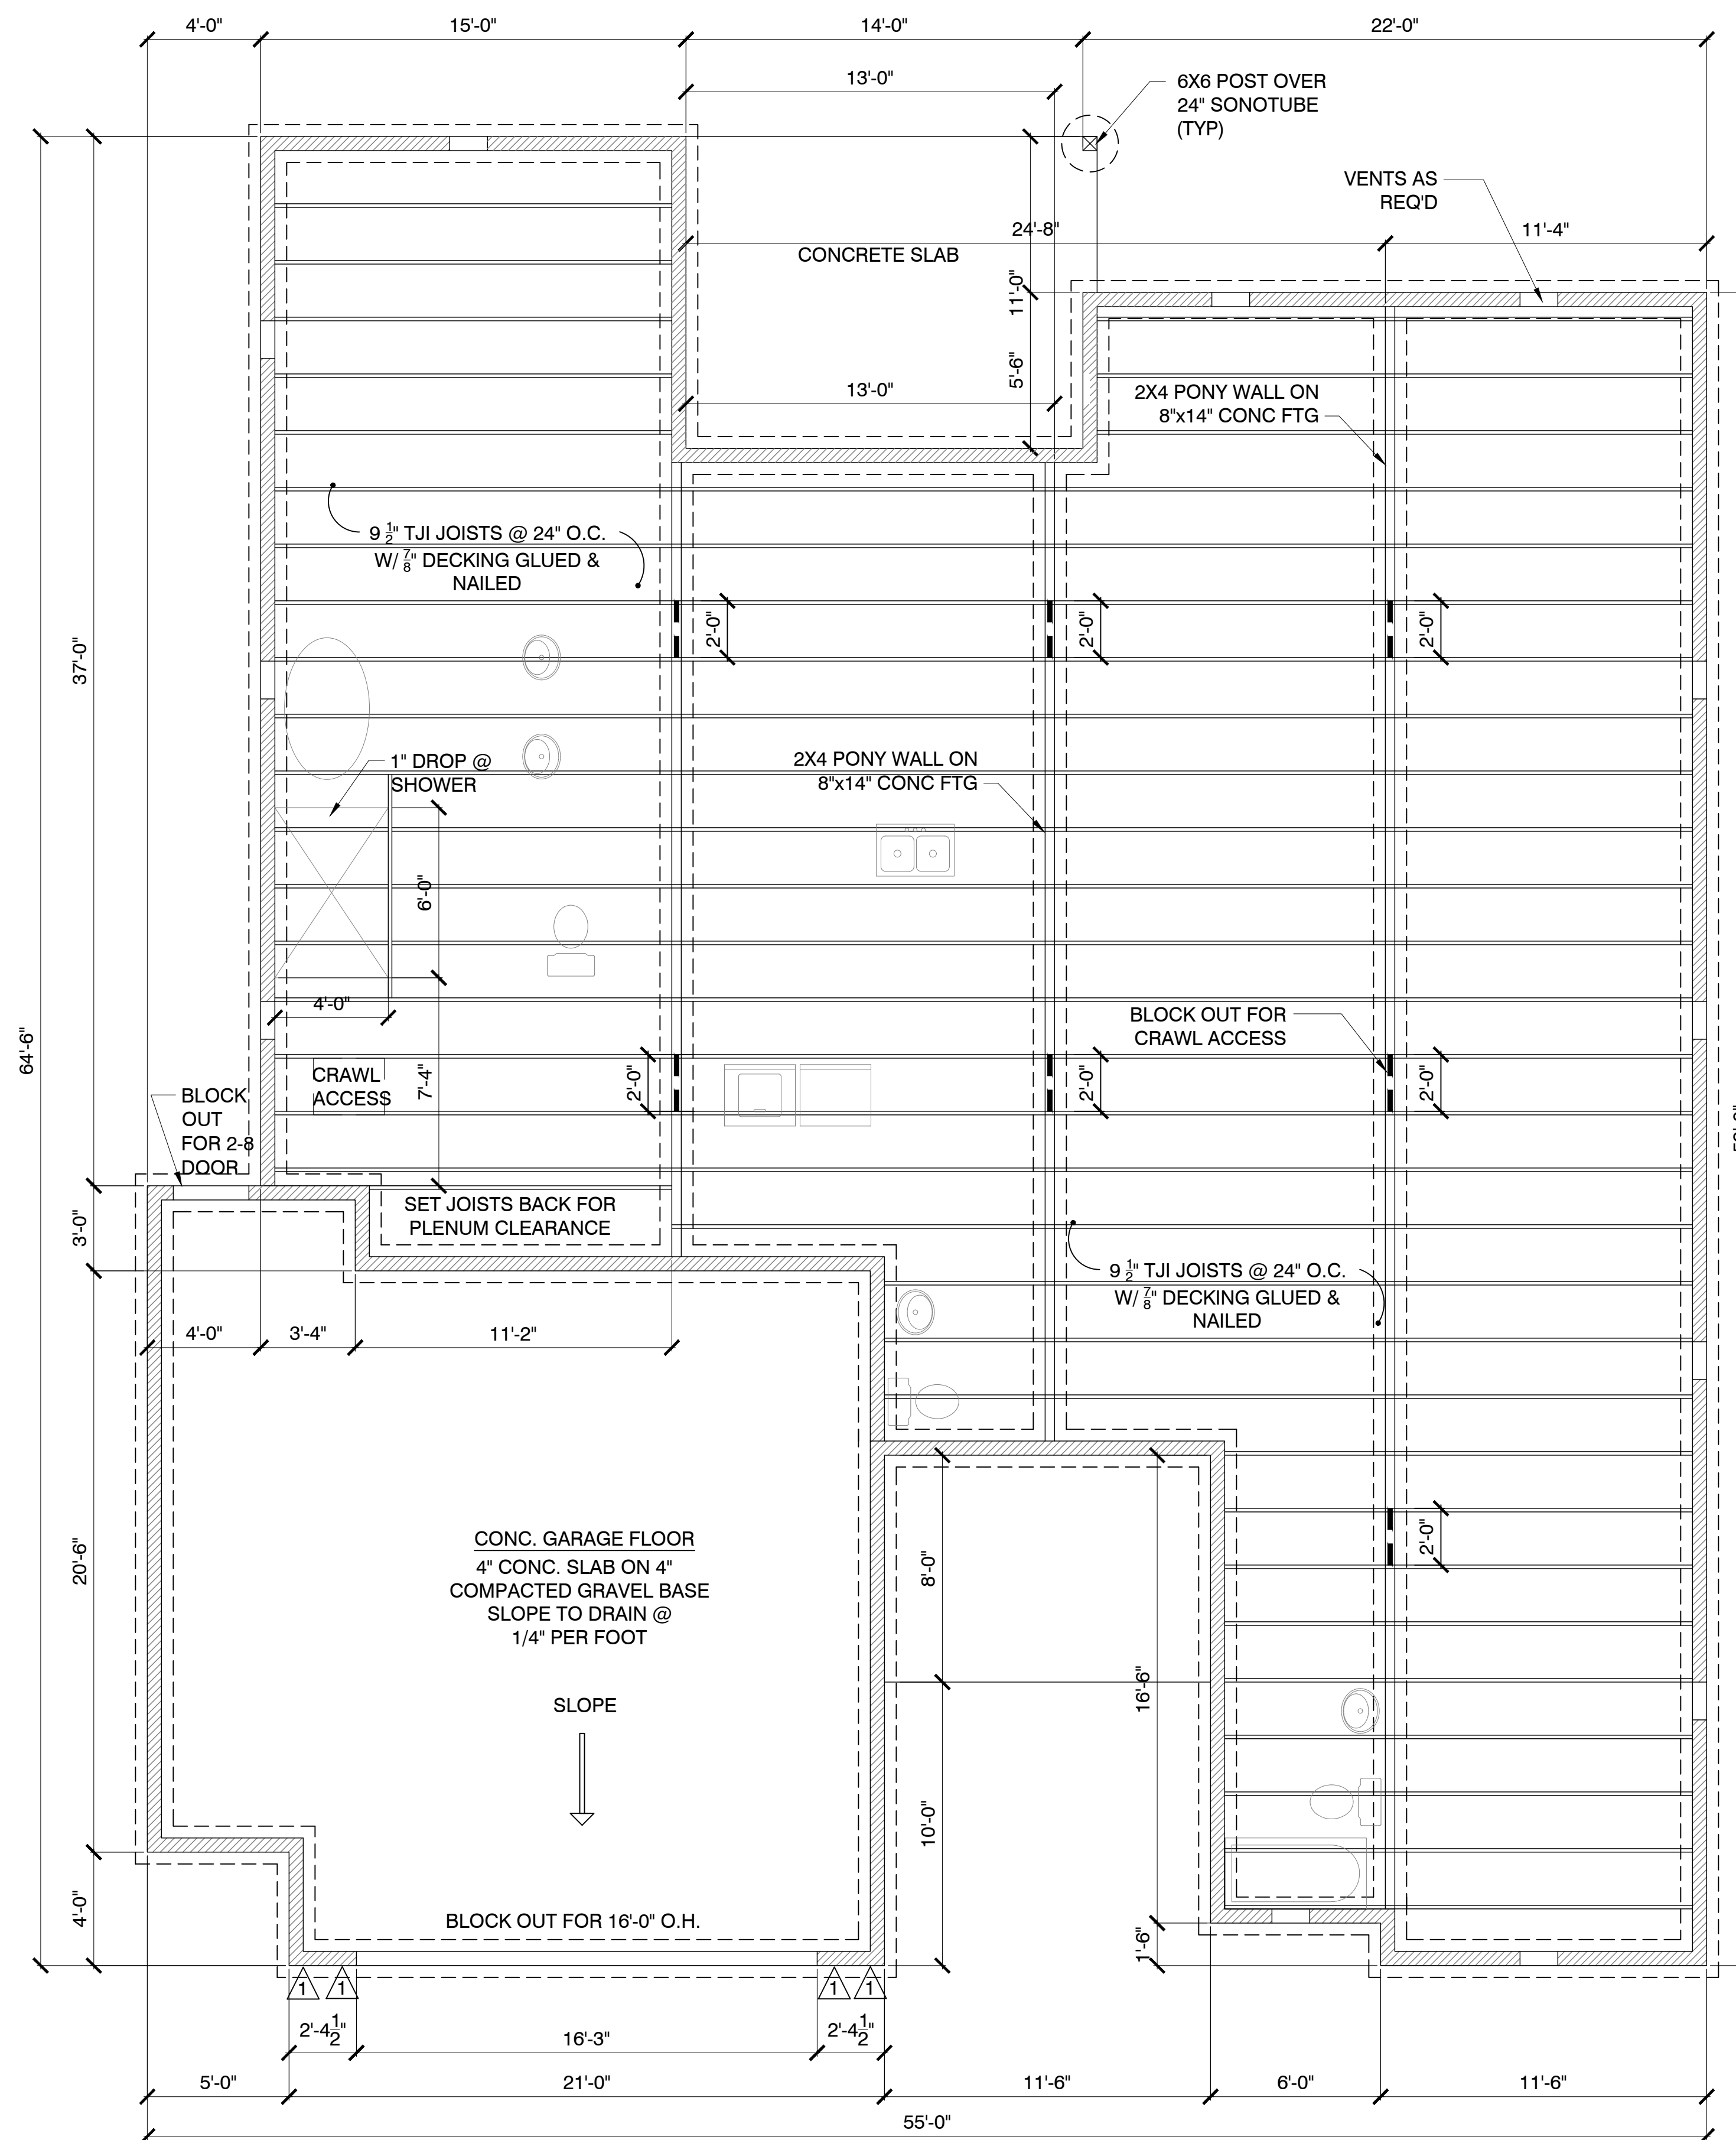 4'-0"
15'-0"
14'-0"
22'-0"
13'-0"
6X6 POST OVER
24" SONOTUBE
(TYP)
VENTS AS
REQ'D
24'-8"
11'-4"
CONCRETE SLAB
11'-0"
5'-6"
13'-0"
2X4 PONY WALL ON
8"x14" CONC FTG
9 1/2" TJI JOISTS @ 24" O.C.
W/ 7/8" DECKING GLUED &
NAILED
2'-0"
2'-0"
2'-0"
37'-0"
1" DROP @
SHOWER
2X4 PONY WALL ON
8"x14" CONC FTG
6'-0"
4'-0"
64'-6"
BLOCK OUT FOR
CRAWL ACCESS
CRAWL
ACCESS
7'-4"
2'-0"
2'-0"
2'-0"
BLOCK
OUT
FOR 2-8
DOOR
SET JOISTS BACK FOR
PLENUM CLEARANCE
3'-0"
9 1/2" TJI JOISTS @ 24" O.C.
W/ 7/8" DECKING GLUED &
NAILED
4'-0"
3'-4"
11'-2"
CONC. GARAGE FLOOR
4" CONC. SLAB ON 4"
COMPACTED GRAVEL BASE
SLOPE TO DRAIN @
1/4" PER FOOT
20'-6"
8'-0"
2'-0"
16'-6"
SLOPE
10'-0"
4'-0"
BLOCK OUT FOR 16'-0" O.H.
1'-6"
1
1
1
1
2'-4 1/2"
16'-3"
2'-4 1/2"
5'-0"
21'-0"
11'-6"
6'-0"
11'-6"
55'-0"